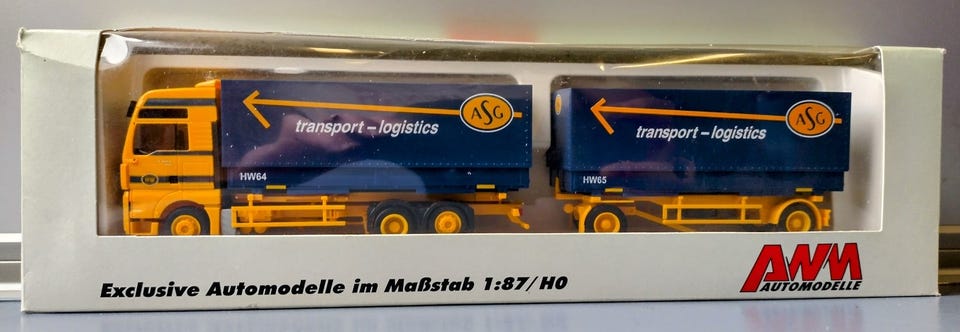 ASG
transport – logistics
HW64
ASG
transport – logistics
HW65
Exclusive Automodelle im Maßstab 1:87/H0
AWM
AUTOMODELLE